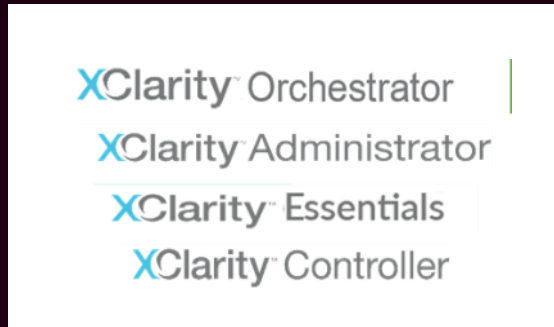 XClarity™ Orchestrator
XClarity™ Administrator
XClarity™ Essentials
XClarity™ Controller